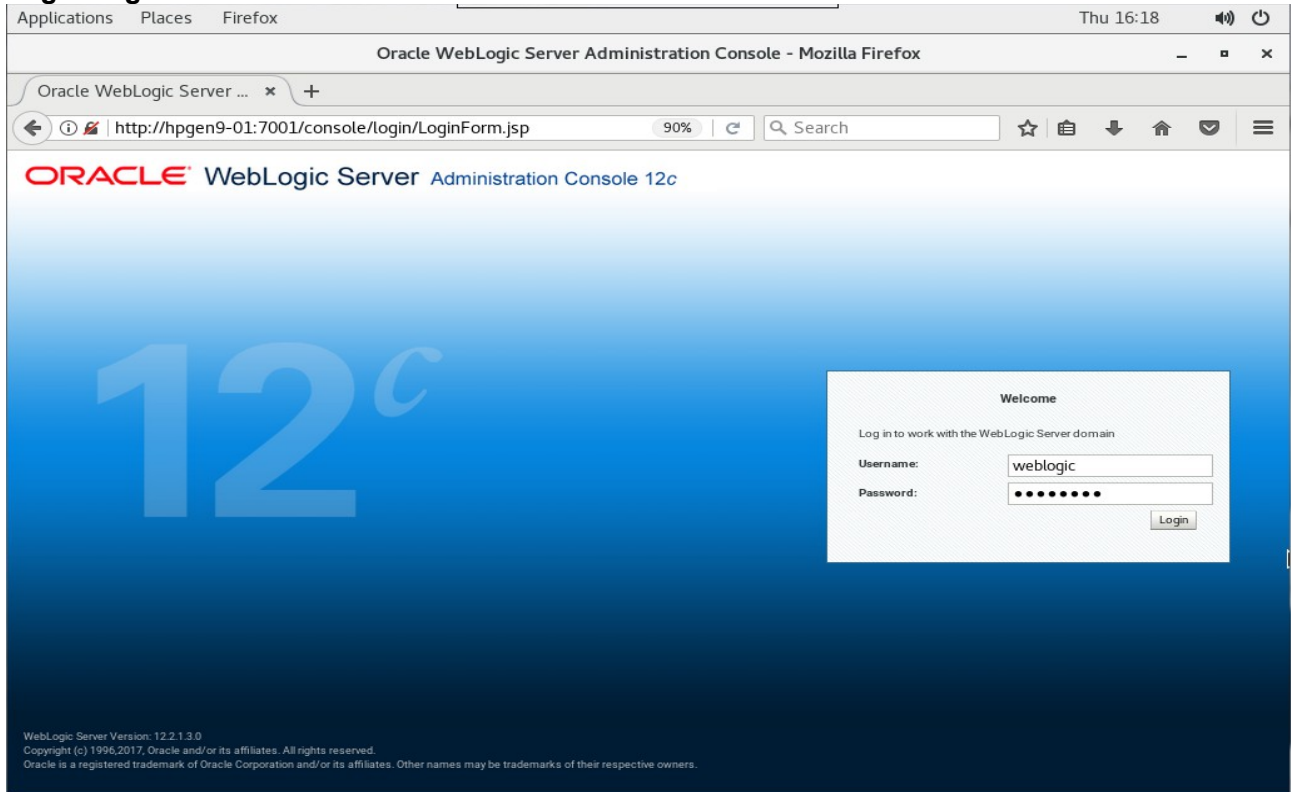 Applications Places Firefox Thu 16:18
Oracle WebLogic Server Administration Console - Mozilla Firefox
Oracle WebLogic Server ...
http://hpgen9-01:7001/console/login/LoginForm.jsp 90% Search
ORACLE WebLogic Server Administration Console 12c
12c
Welcome
Log in to work with the WebLogic Server domain
Username: weblogic
Password: ••••••••
Login
WebLogic Server Version: 12.2.1.3.0
Copyright (c) 1996,2017, Oracle and/or its affiliates. All rights reserved.
Oracle is a registered trademark of Oracle Corporation and/or its affiliates. Other names may be trademarks of their respective owners.